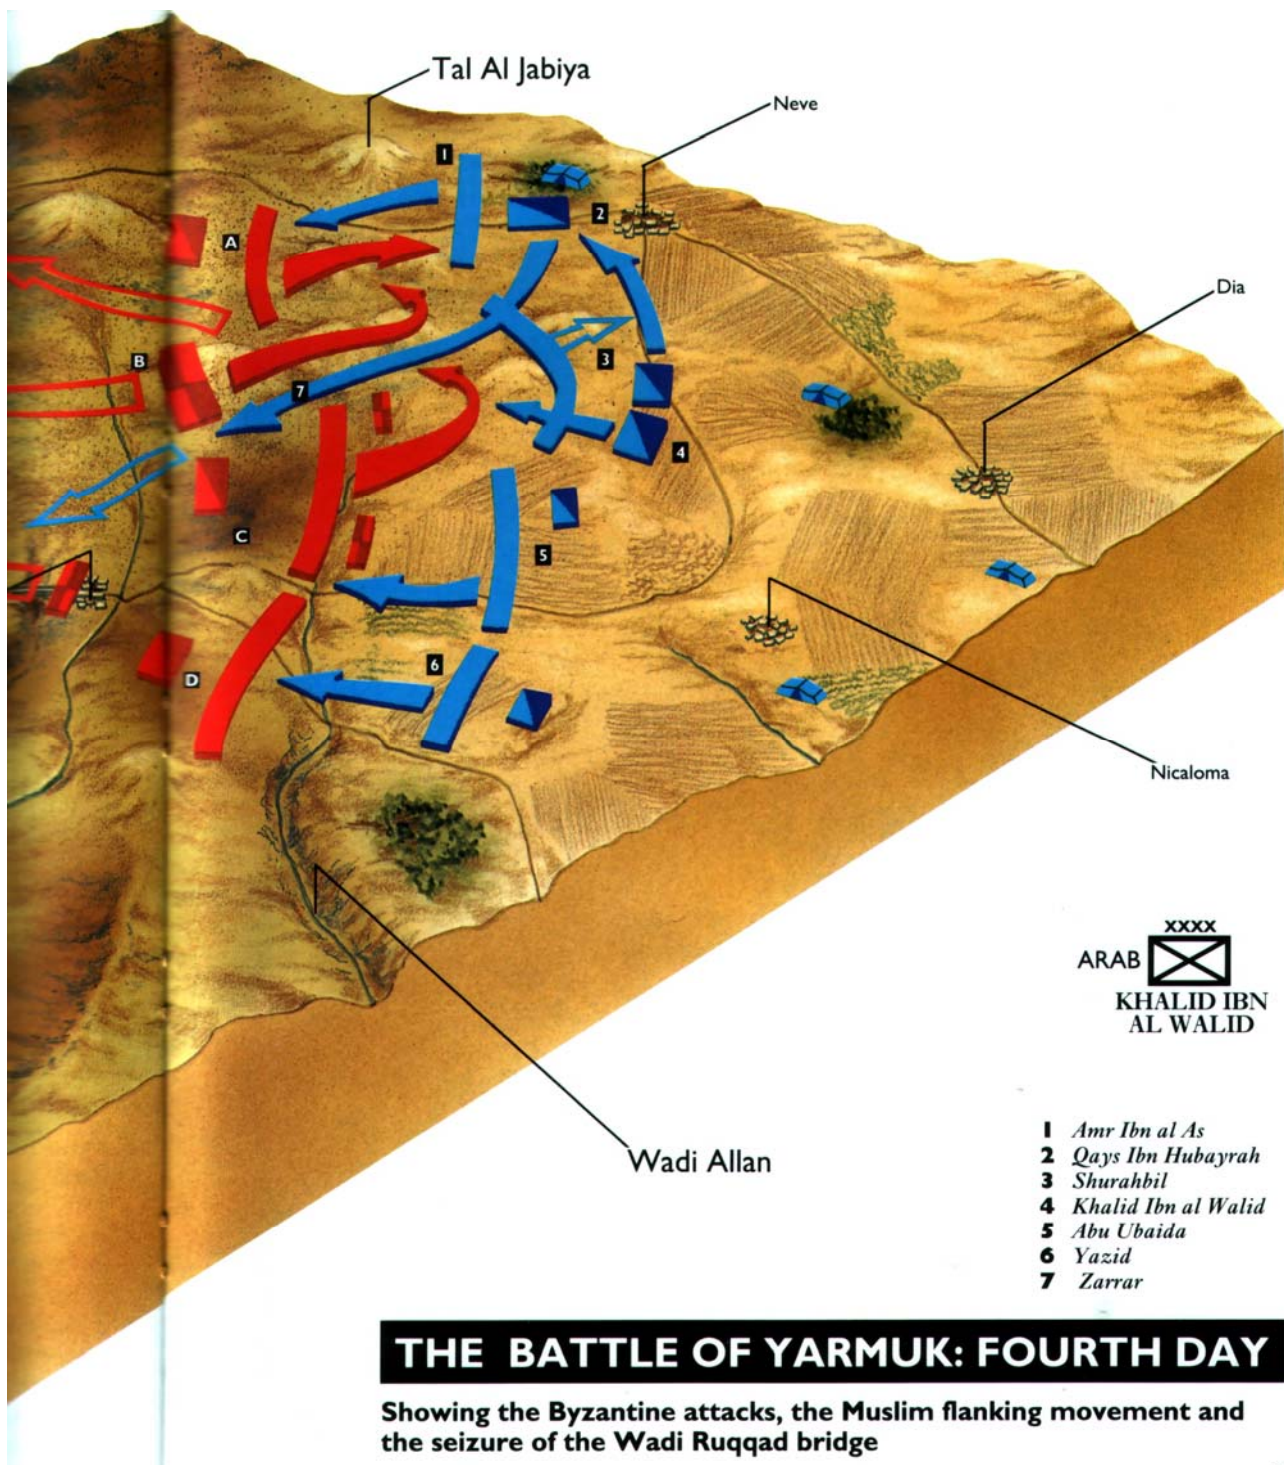 Tal Al Jabiya
Neve
1
2
A
Dia
B
3
7
4
C
5
6
D
Nicaloma
XXXX
ARAB
KHALID IBN
AL WALID
Wadi Allan
1 Amr Ibn al As
2 Qays Ibn Hubayrah
3 Shurahbil
4 Khalid Ibn al Walid
5 Abu Ubaida
6 Yazid
7 Zarrar
THE BATTLE OF YARMUK: FOURTH DAY
Showing the Byzantine attacks, the Muslim flanking movement and
the seizure of the Wadi Ruqqad bridge